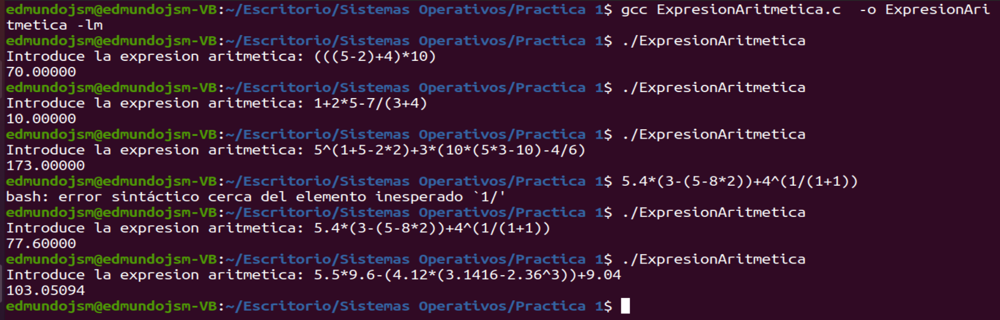 edmundojsm@edmundojsm-VB:~/Escritorio/Sistemas Operativos/Practica 1$ gcc ExpresionAritmetica.c  -o ExpresionAri
tmetica -lm
edmundojsm@edmundojsm-VB:~/Escritorio/Sistemas Operativos/Practica 1$ ./ExpresionAritmetica
Introduce la expresion aritmetica: (((5-2)+4)*10)
70.00000
edmundojsm@edmundojsm-VB:~/Escritorio/Sistemas Operativos/Practica 1$ ./ExpresionAritmetica
Introduce la expresion aritmetica: 1+2*5-7/(3+4)
10.00000
edmundojsm@edmundojsm-VB:~/Escritorio/Sistemas Operativos/Practica 1$ ./ExpresionAritmetica
Introduce la expresion aritmetica: 5^(1+5-2*2)+3*(10*(5*3-10)-4/6)
173.00000
edmundojsm@edmundojsm-VB:~/Escritorio/Sistemas Operativos/Practica 1$ 5.4*(3-(5-8*2))+4^(1/(1+1))
bash: error sintáctico cerca del elemento inesperado `1/'
edmundojsm@edmundojsm-VB:~/Escritorio/Sistemas Operativos/Practica 1$ ./ExpresionAritmetica
Introduce la expresion aritmetica: 5.4*(3-(5-8*2))+4^(1/(1+1))
77.60000
edmundojsm@edmundojsm-VB:~/Escritorio/Sistemas Operativos/Practica 1$ ./ExpresionAritmetica
Introduce la expresion aritmetica: 5.5*9.6-(4.12*(3.1416-2.36^3))+9.04
103.05094
edmundojsm@edmundojsm-VB:~/Escritorio/Sistemas Operativos/Practica 1$